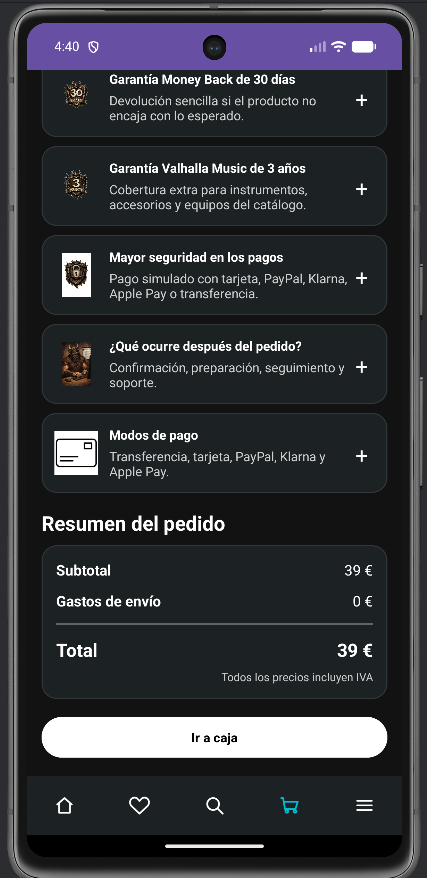 4:40
Garantía Money Back de 30 días
Devolución sencilla si el producto no
encaja con lo esperado.
30
Garantía Valhalla Music de 3 años
Cobertura extra para instrumentos,
accesorios y equipos del catálogo.
3
Mayor seguridad en los pagos
Pago simulado con tarjeta, PayPal, Klarna,
Apple Pay o transferencia.
¿Qué ocurre después del pedido?
Confirmación, preparación, seguimiento y
soporte.
Modos de pago
Transferencia, tarjeta, PayPal, Klarna y
Apple Pay.
Resumen del pedido
Subtotal 39 €
Gastos de envío 0 €
Total 39 €
Todos los precios incluyen IVA
Ir a caja